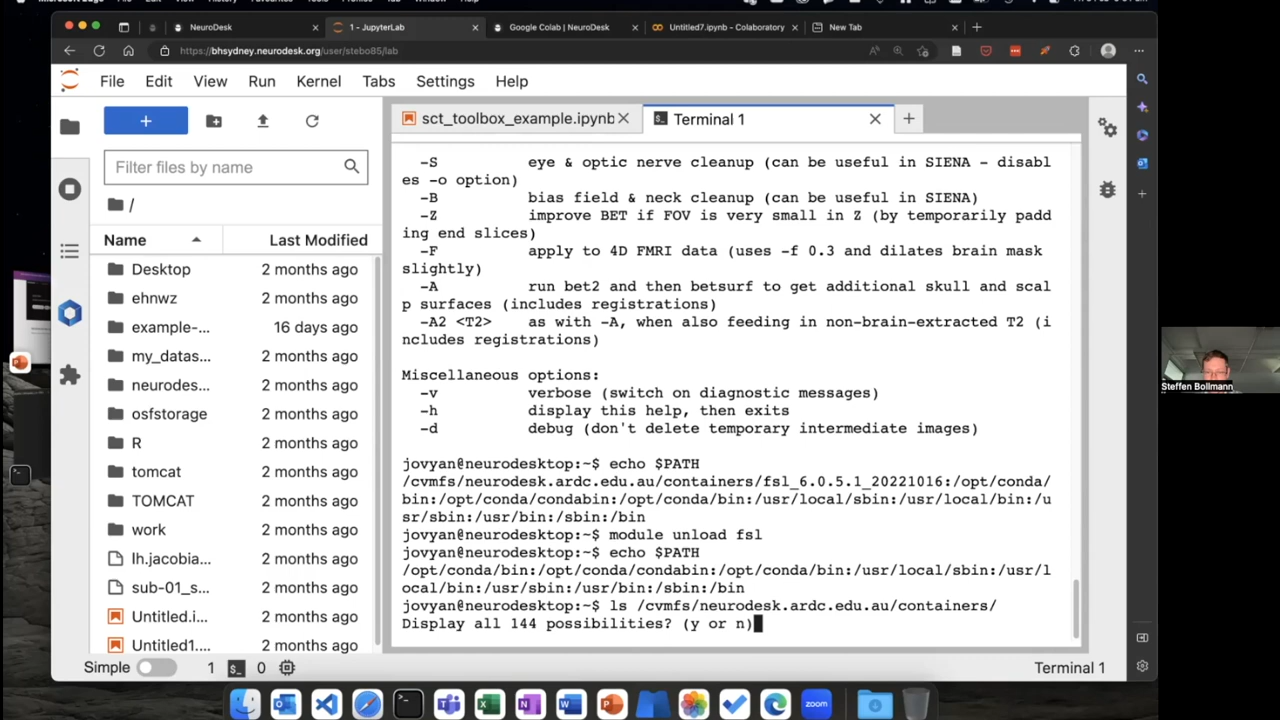 NeuroDesk
1 - JupyterLab
Google Colab | NeuroDesk
Untitled7.ipynb - Colaboratory
New Tab
https://bhsydney.neurodesk.org/user/stebo85/lab
File Edit View Run Kernel Tabs Settings Help
sct_toolbox_example.ipynb
Terminal 1
Filter files by name
/
Name Last Modified
Desktop 2 months ago
ehnwz 2 months ago
example-... 16 days ago
my_datas... 2 months ago
neurodes... 2 months ago
osfstorage 2 months ago
R 2 months ago
tomcat 2 months ago
TOMCAT 2 months ago
work 2 months ago
lh.jacobia... 2 months ago
sub-01_s... 2 months ago
Untitled.i... 2 months ago
Untitled1.... 2 months ago
-S eye & optic nerve cleanup (can be useful in SIENA - disabl
es -o option)
-B bias field & neck cleanup (can be useful in SIENA)
-Z improve BET if FOV is very small in Z (by temporarily padd
ing end slices)
-F apply to 4D FMRI data (uses -f 0.3 and dilates brain mask
slightly)
-A run bet2 and then betsurf to get additional skull and scal
p surfaces (includes registrations)
-A2 <T2> as with -A, when also feeding in non-brain-extracted T2 (i
ncludes registrations)
Miscellaneous options:
-v verbose (switch on diagnostic messages)
-h display this help, then exits
-d debug (don't delete temporary intermediate images)
jovyan@neurodesktop:~$ echo $PATH
/cvmfs/neurodesk.ardc.edu.au/containers/fsl_6.0.5.1_20221016:/opt/conda/
bin:/opt/conda/condabin:/opt/conda/bin:/usr/local/sbin:/usr/local/bin:/u
sr/sbin:/usr/bin:/sbin:/bin
jovyan@neurodesktop:~$ module unload fsl
jovyan@neurodesktop:~$ echo $PATH
/opt/conda/bin:/opt/conda/condabin:/opt/conda/bin:/usr/local/sbin:/usr/l
ocal/bin:/usr/sbin:/usr/bin:/sbin:/bin
jovyan@neurodesktop:~$ ls /cvmfs/neurodesk.ardc.edu.au/containers/
Display all 144 possibilities? (y or n)
Simple 1 0
Terminal 1
Steffen Bollmann
zoom